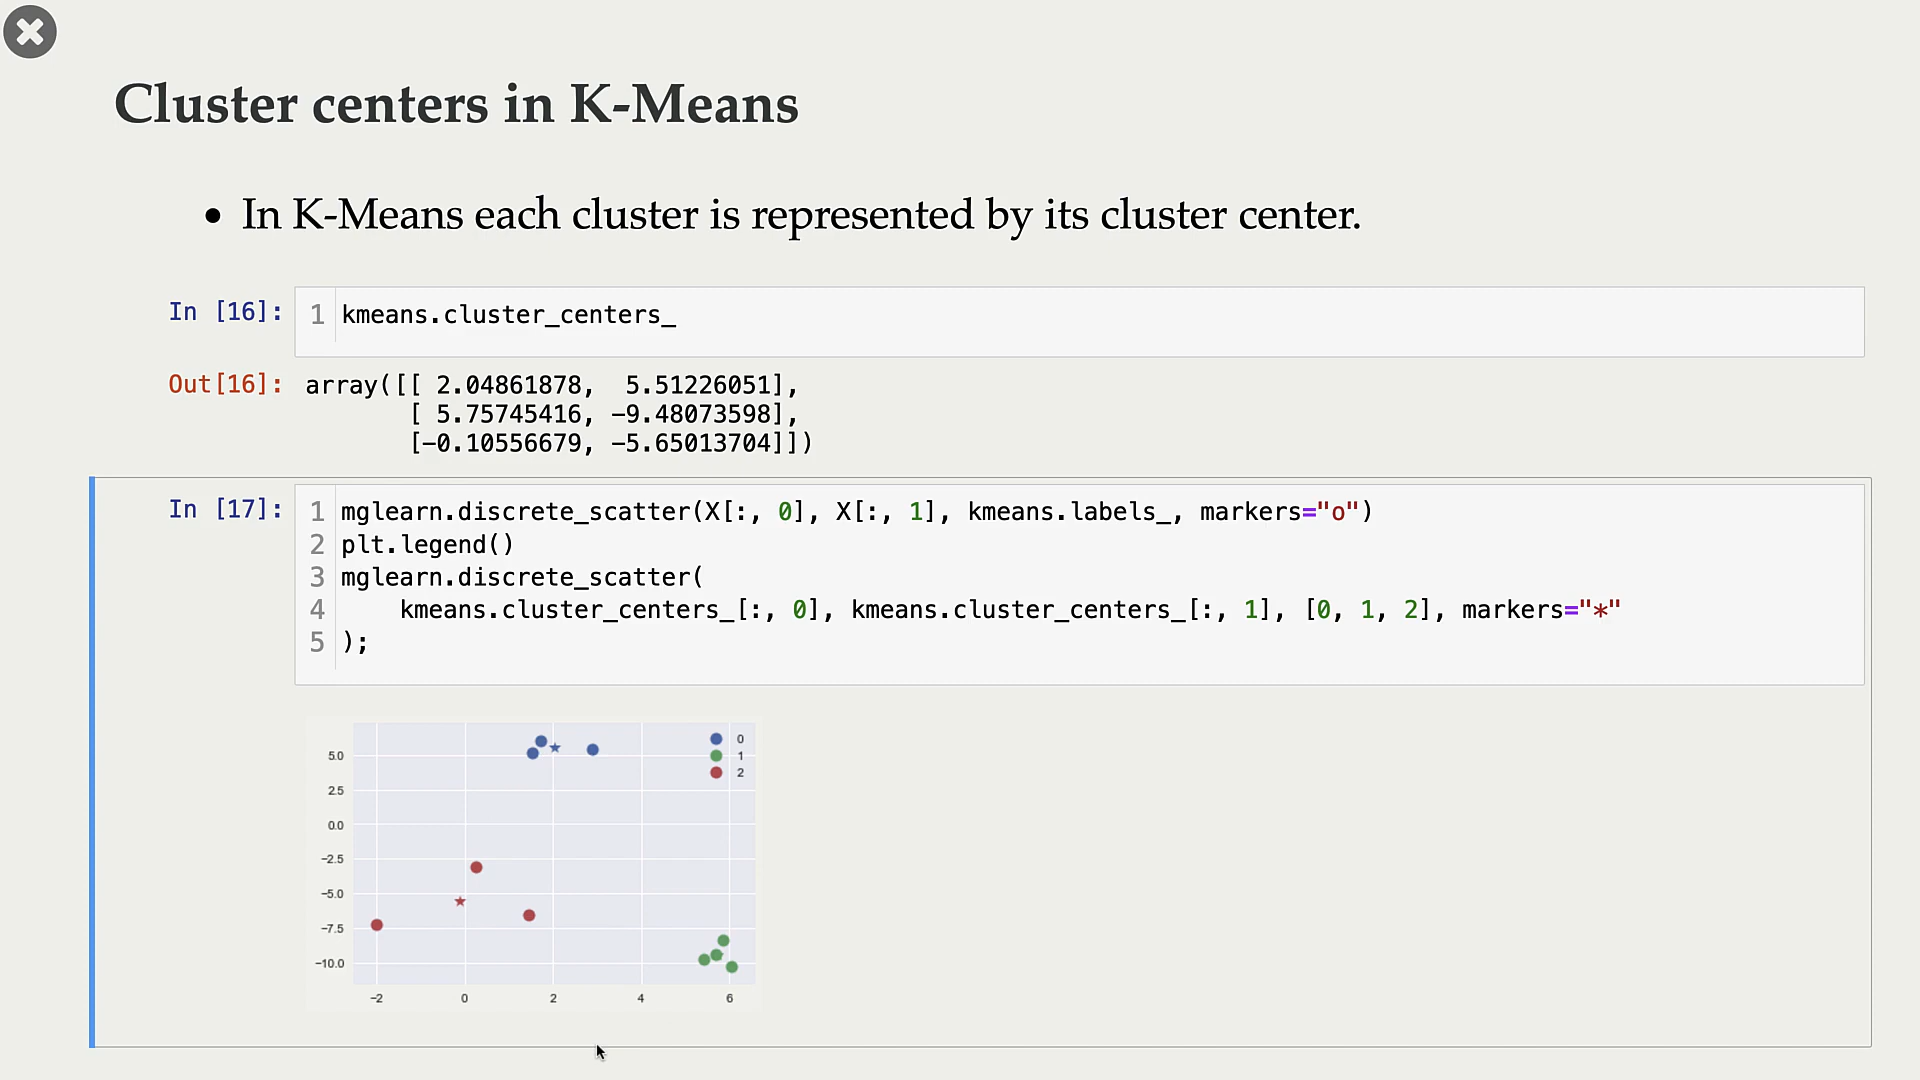 Cluster centers in K-Means
• In K-Means each cluster is represented by its cluster center.
In [16]: 1 kmeans.cluster_centers_
Out[16]: array([[ 2.04861878,  5.51226051],
[ 5.75745416, −9.48073598],
[−0.10556679, −5.65013704]])
In [17]: 1 mglearn.discrete_scatter(X[:, 0], X[:, 1], kmeans.labels_, markers="o")
2 plt.legend()
3 mglearn.discrete_scatter(
4     kmeans.cluster_centers_[:, 0], kmeans.cluster_centers_[:, 1], [0, 1, 2], markers="*"
5 );
0
1
2
5.0
2.5
0.0
−2.5
−5.0
−7.5
−10.0
−2 0 2 4 6